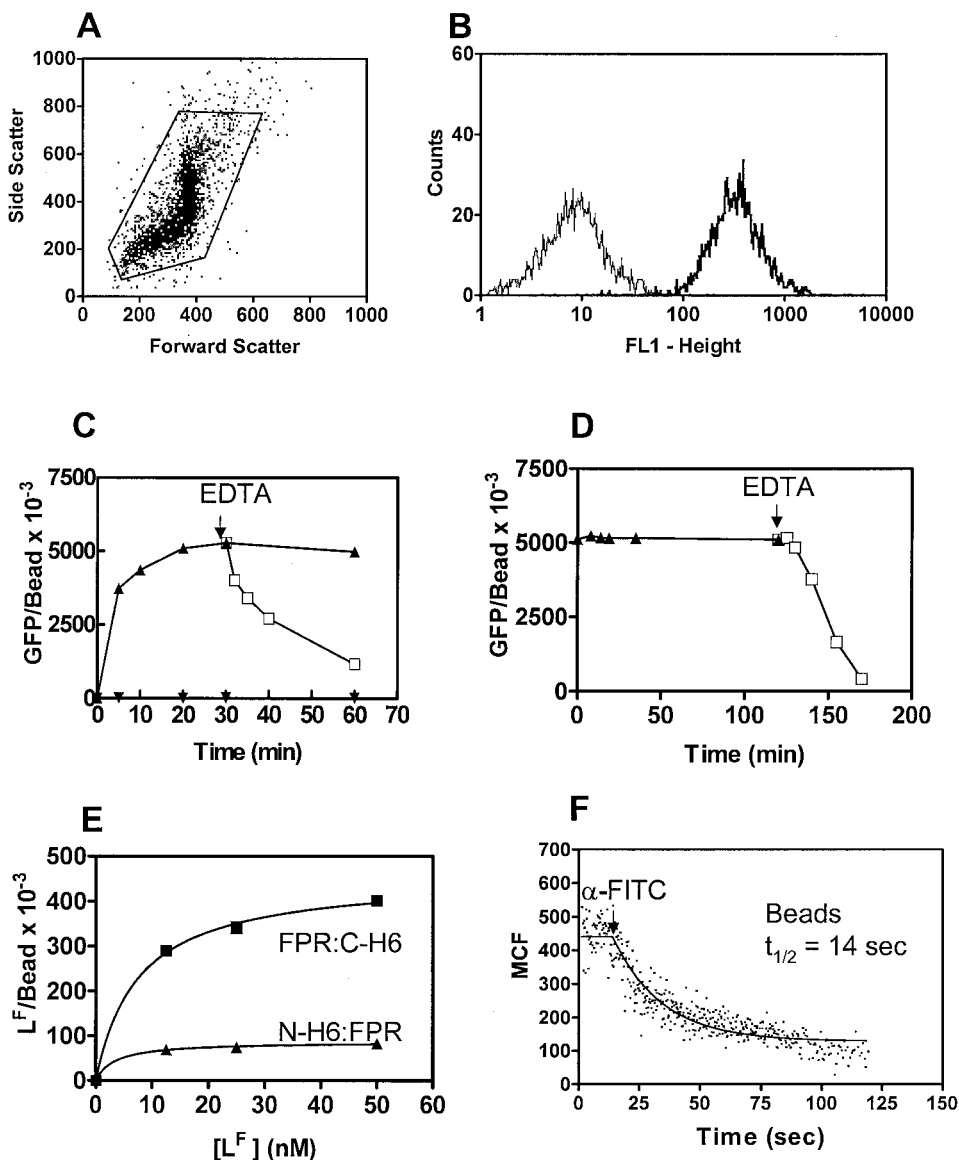 A
Side Scatter
1000
800
600
400
200
0
0 200 400 600 800 1000
Forward Scatter
B
Counts
60
40
20
0
1 10 100 1000 10000
FL1 - Height
C
GFP/Bead x 10-3
7500
5000
2500
0
EDTA
0 10 20 30 40 50 60 70
Time (min)
D
GFP/Bead x 10-3
7500
5000
2500
0
EDTA
0 50 100 150 200
Time (min)
E
LF/Bead x 10-3
500
400
300
200
100
0
FPR:C-H6
N-H6:FPR
0 10 20 30 40 50 60
[LF] (nM)
F
MCF
700
600
500
400
300
200
100
0
α-FITC
Beads
t1/2 = 14 sec
0 25 50 75 100 125 150
Time (sec)